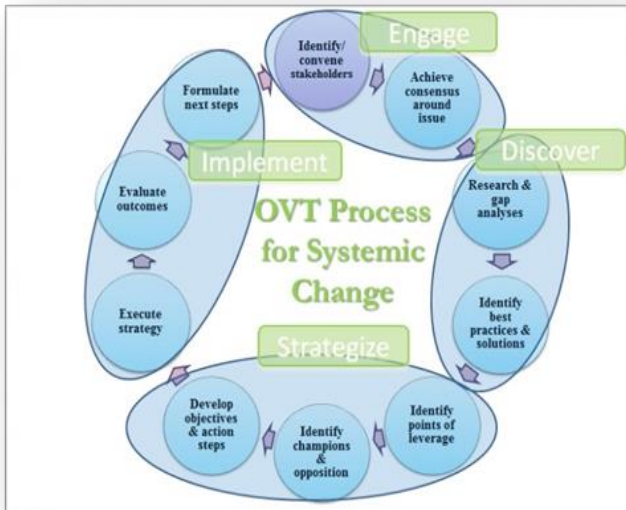 Engage
Identify/
convene
stakeholders
Achieve
consensus
around
issue
Discover
Research &
gap
analyses
Identify
best
practices &
solutions
Strategize
Identify
points of
leverage
Identify
champions
&
opposition
Develop
objectives
& action
steps
Implement
Execute
strategy
Evaluate
outcomes
Formulate
next steps
OVT Process
for Systemic
Change